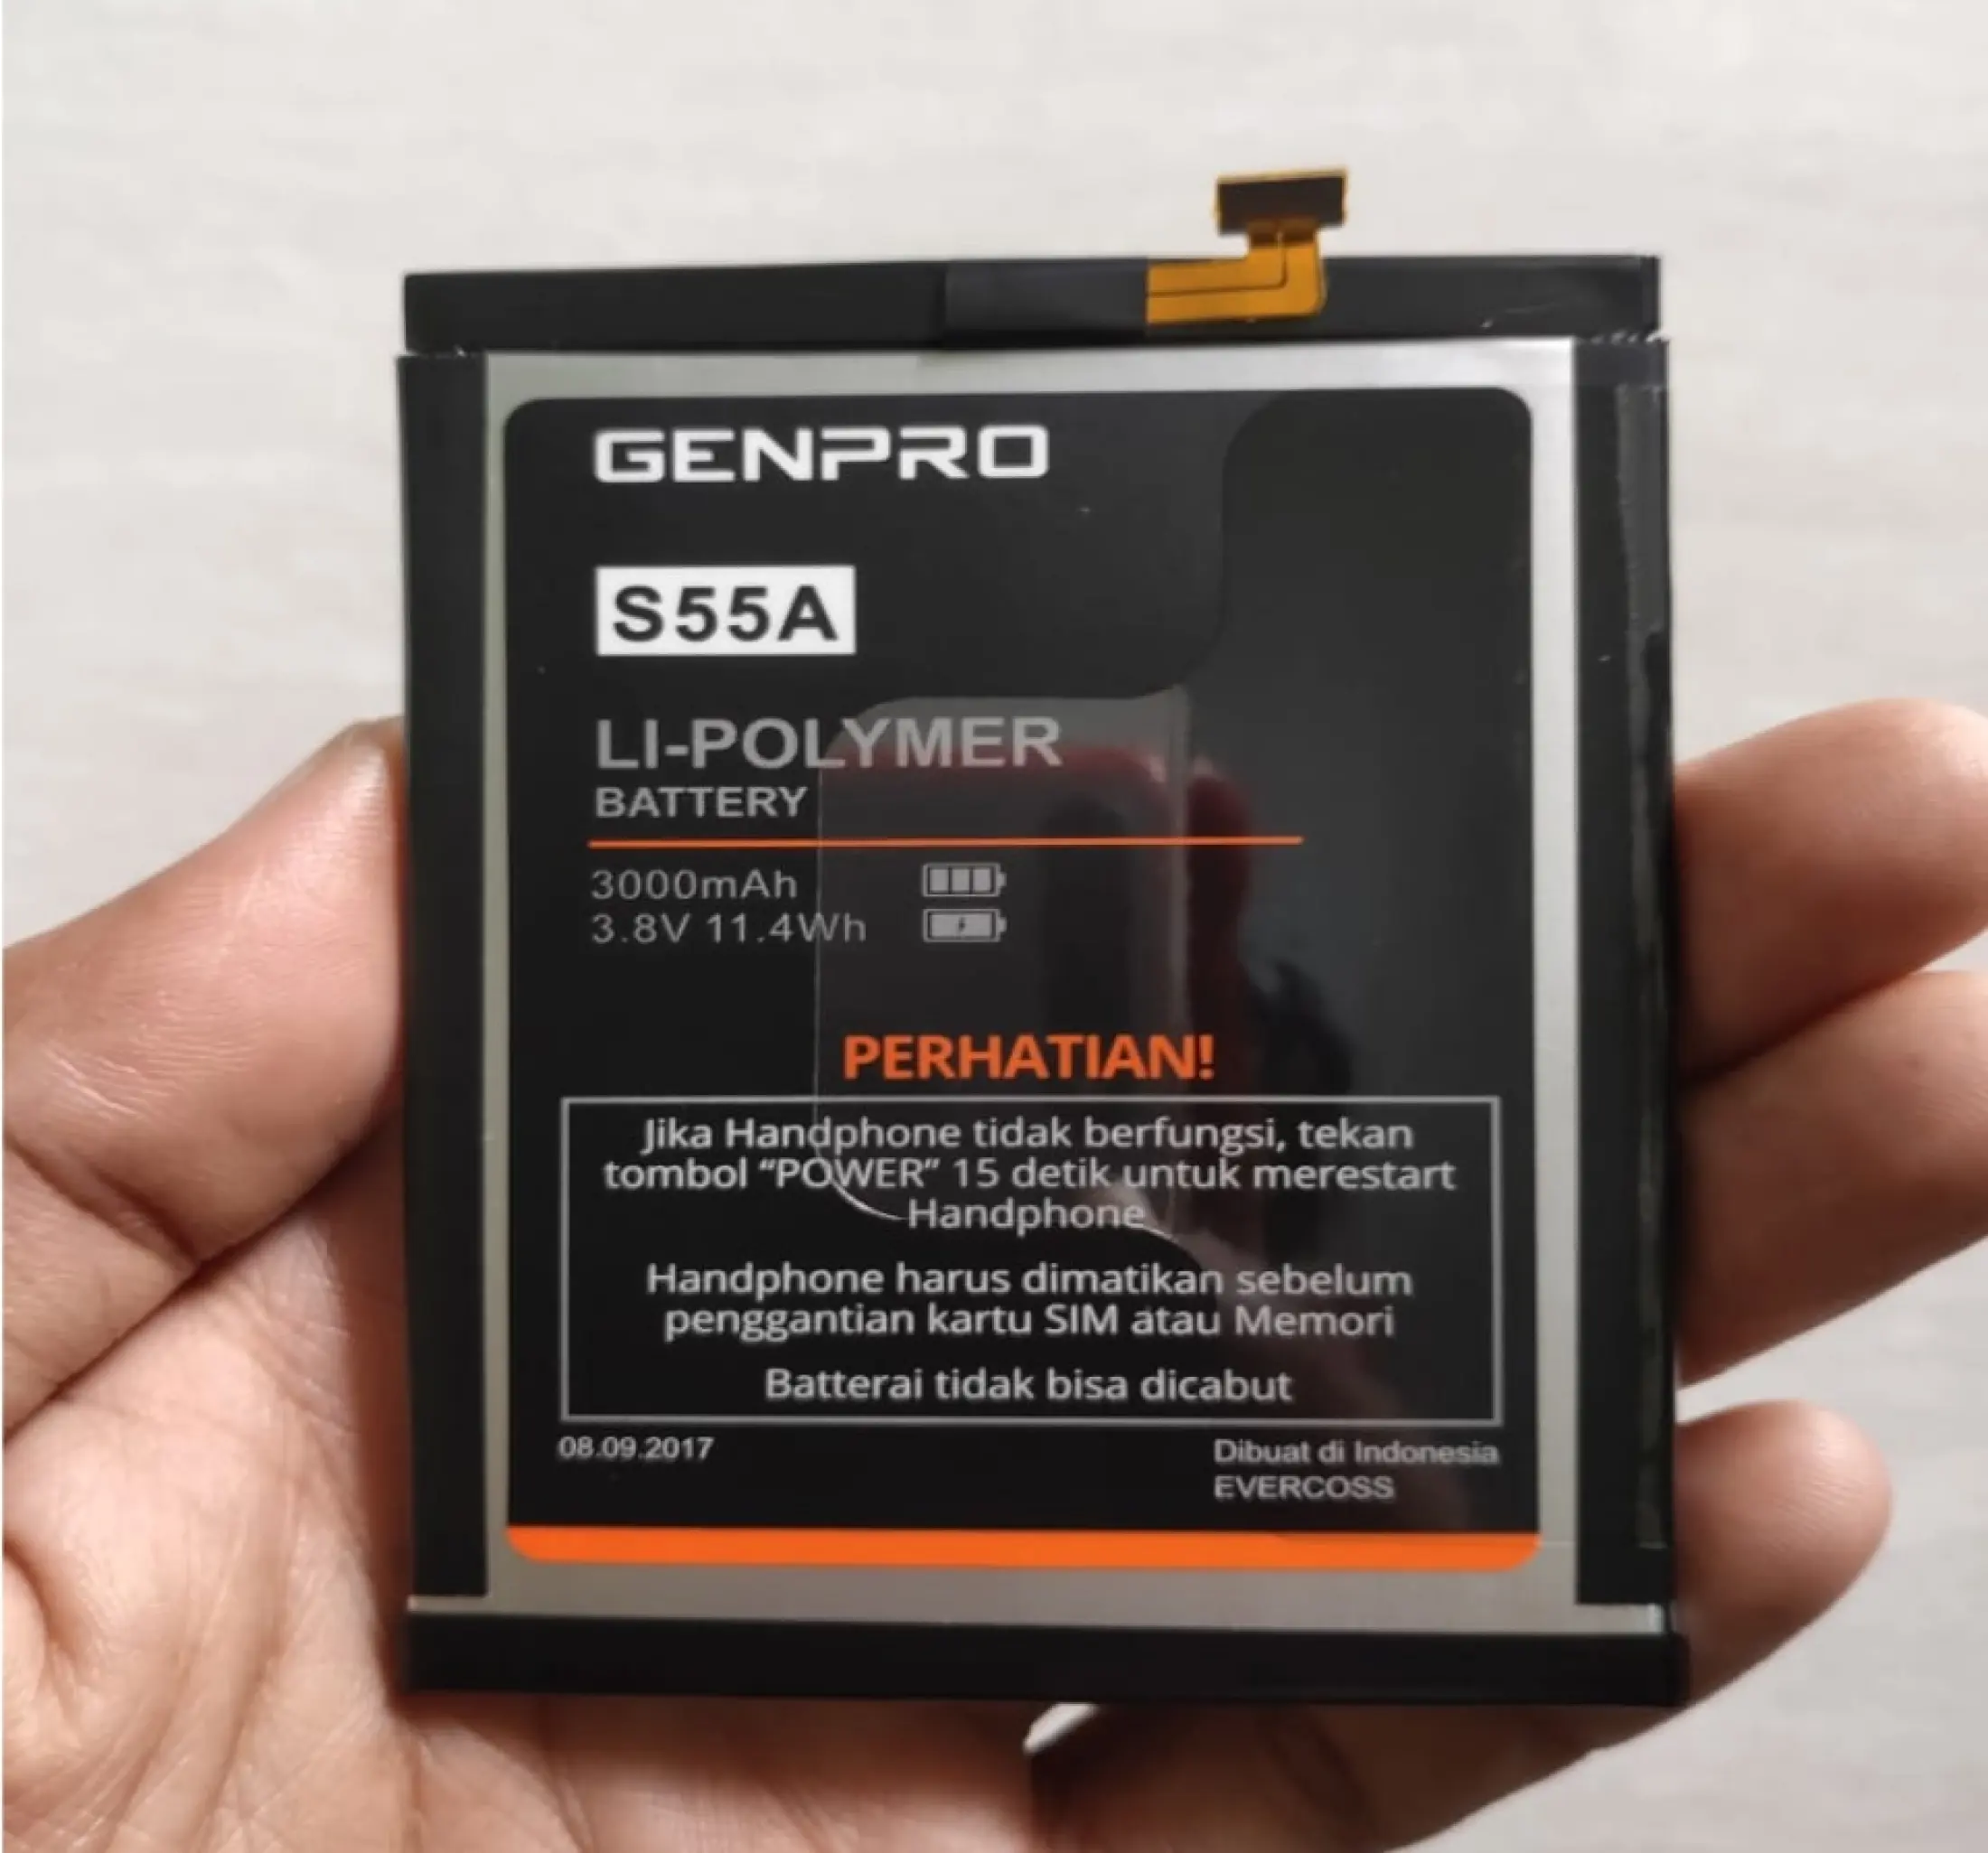 GENPRO
S55A
LI-POLYMER
BATTERY
3000mAh
3.8V 11.4Wh
PERHATIAN!
Jika Handphone tidak berfungsi, tekan
tombol “POWER” 15 detik untuk merestart
Handphone
Handphone harus dimatikan sebelum
penggantian kartu SIM atau Memori
Batterai tidak bisa dicabut
08.09.2017
Dibuat di Indonesia
EVERCOSS